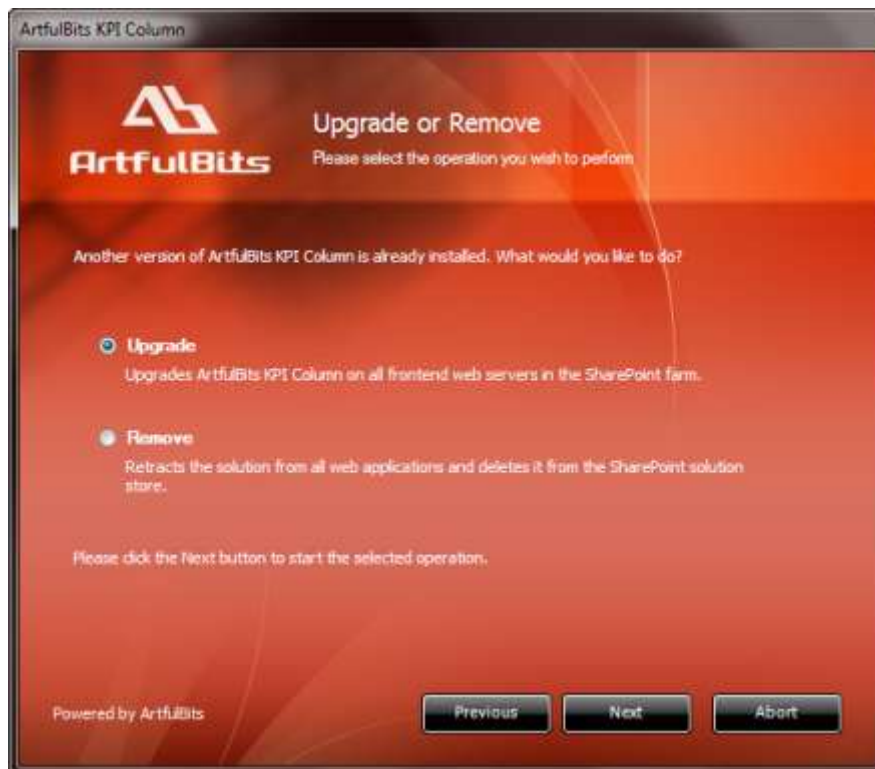 ArtfulBits KPI Column
ArtfulBits
Upgrade or Remove
Please select the operation you wish to perform
Another version of ArtfulBits KPI Column is already installed. What would you like to do?
Upgrade
Upgrades ArtfulBits KPI Column on all frontend web servers in the SharePoint farm.
Remove
Retracts the solution from all web applications and deletes it from the SharePoint solution
store.
Please click the Next button to start the selected operation.
Powered by ArtfulBits
Previous
Next
Abort